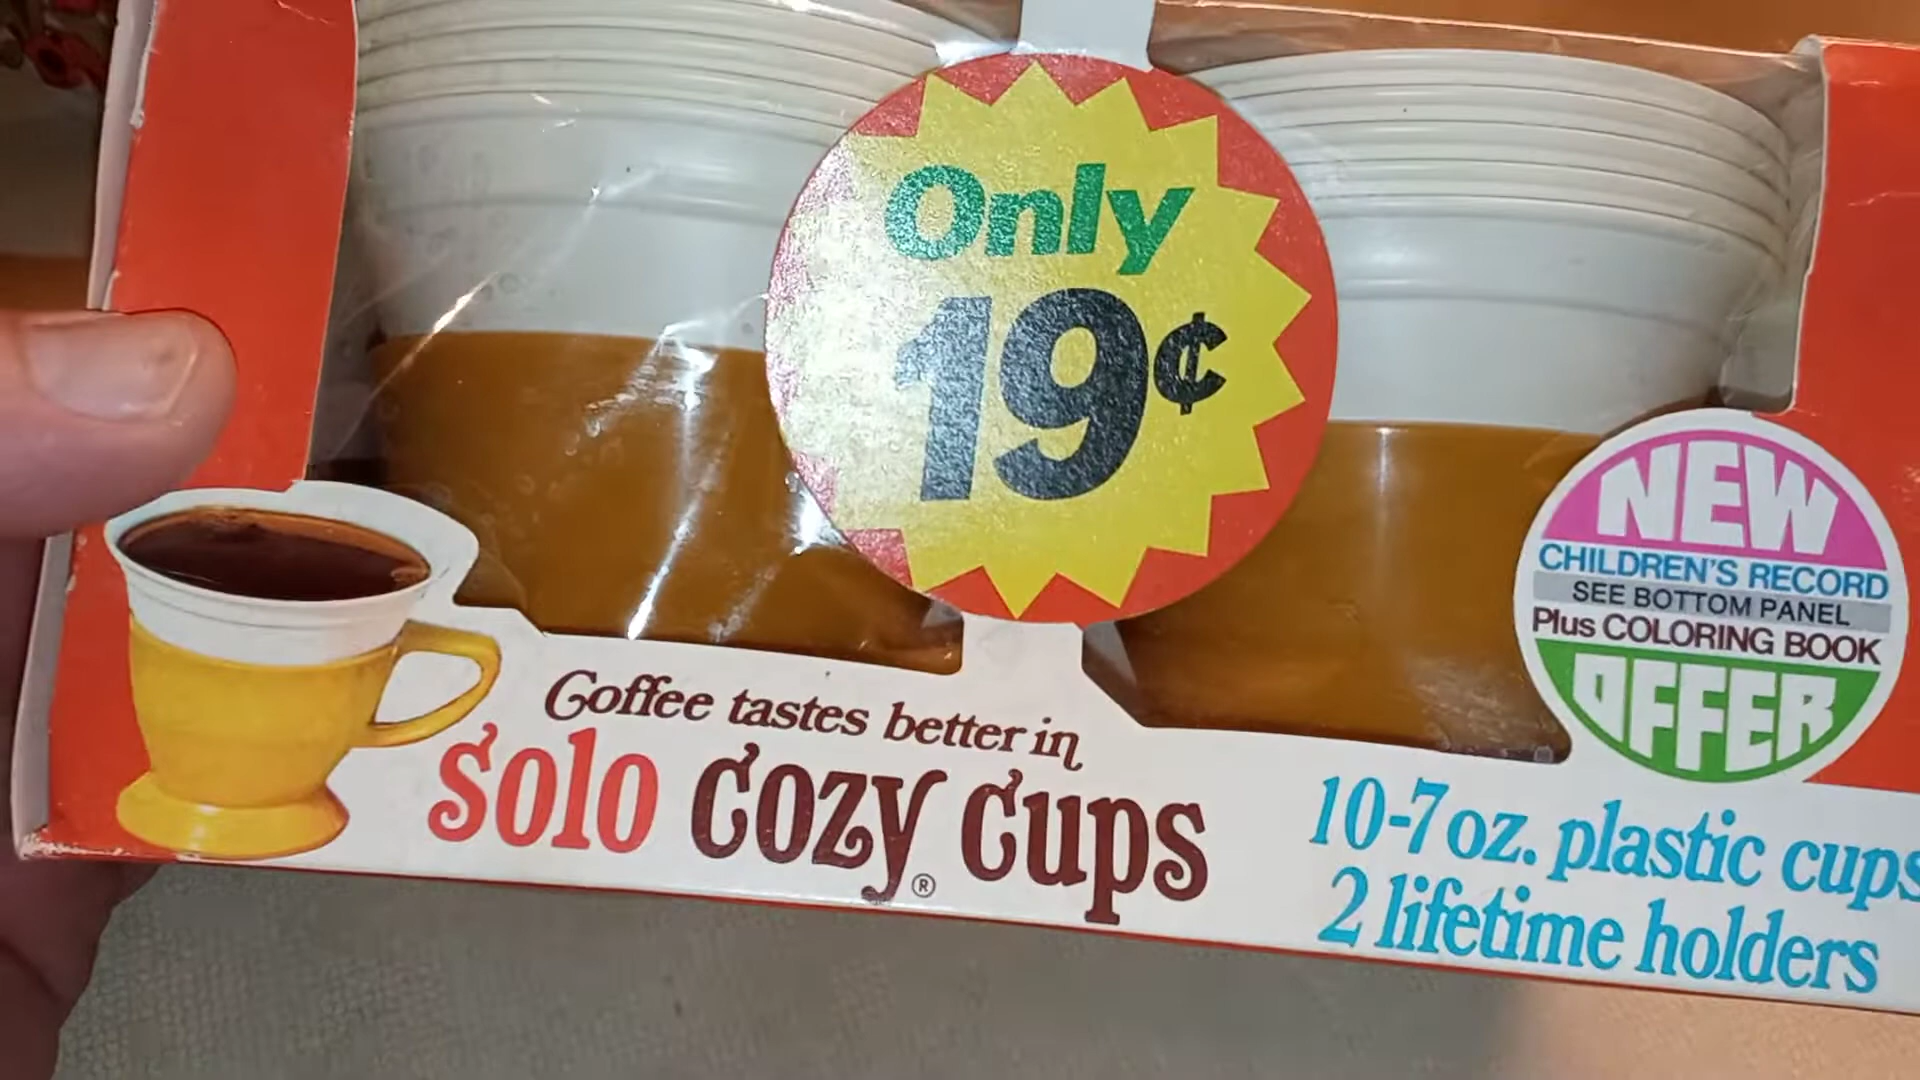 Only
19¢
NEW
CHILDREN'S RECORD
SEE BOTTOM PANEL
Plus COLORING BOOK
OFFER
Coffee tastes better in
solo cozy cups
®
10-7 oz. plastic cups
2 lifetime holders